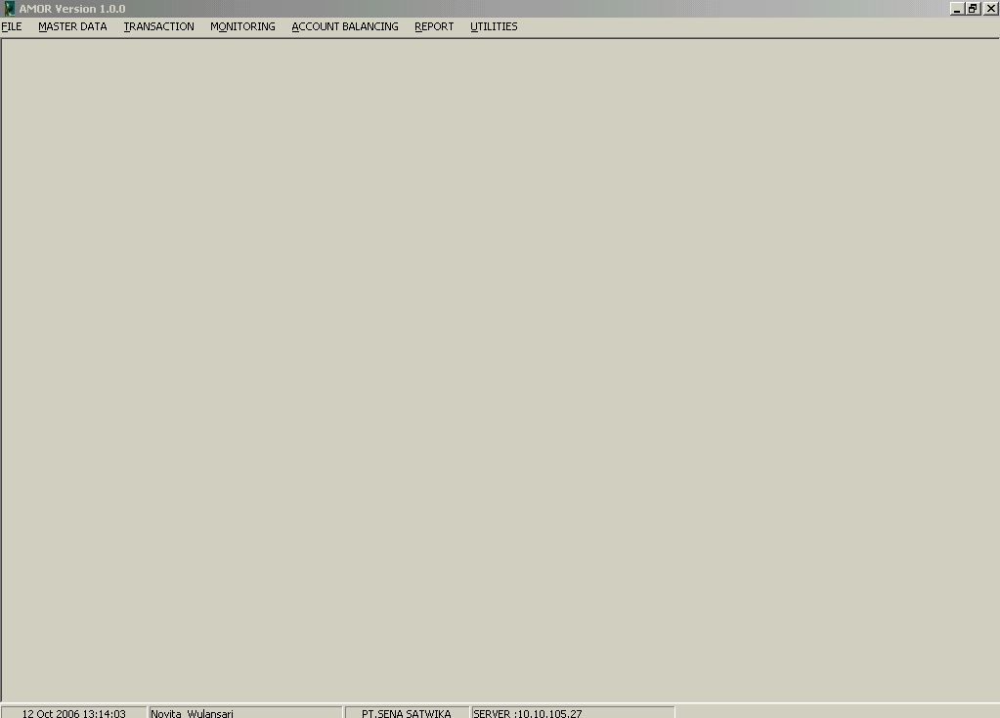 AMOR Version 1.0.0
FILE MASTER DATA TRANSACTION MONITORING ACCOUNT BALANCING REPORT UTILITIES
12 Oct 2006 13:14:03 Novita Wulansari PT.SENA SATWIKA SERVER :10.10.105.27